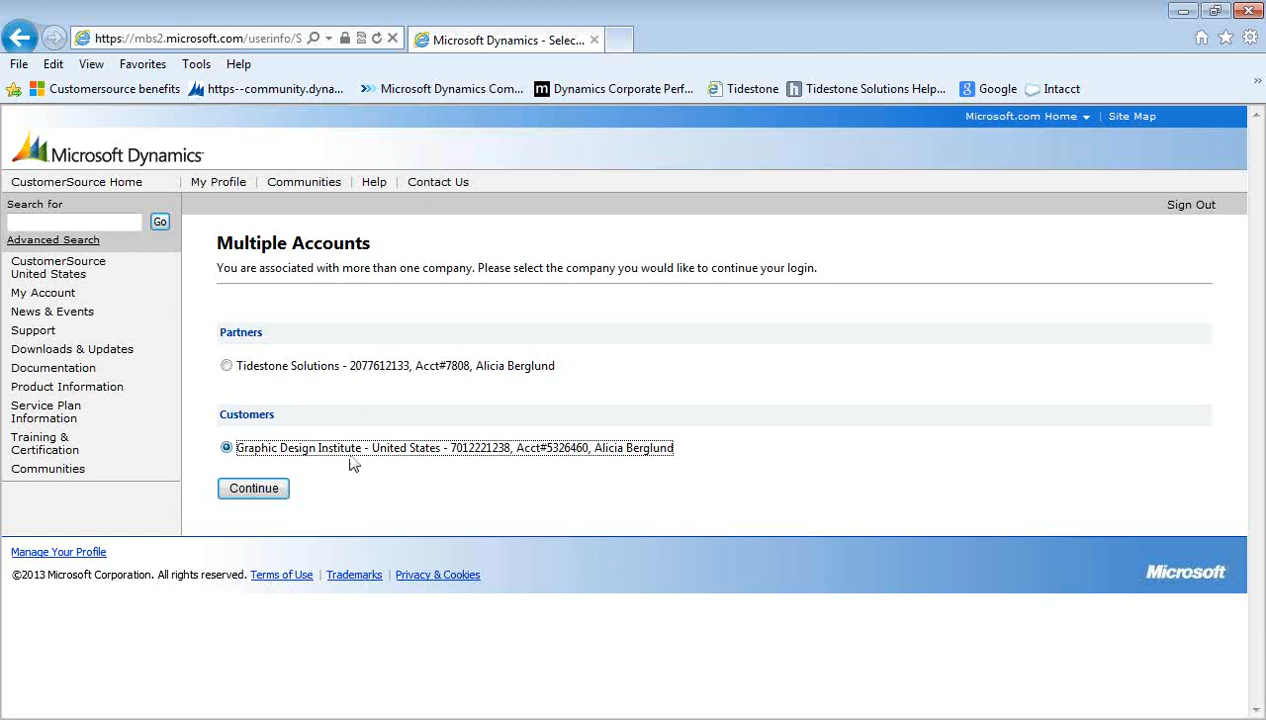 https://mbs2.microsoft.com/userinfo/S
Microsoft Dynamics - Selec...
File Edit View Favorites Tools Help
Customersource benefits https--community.dyna... Microsoft Dynamics Com... Dynamics Corporate Perf... Tidestone Tidestone Solutions Help... Google Intacct
Microsoft.com Home | Site Map
Microsoft Dynamics
CustomerSource Home | My Profile | Communities | Help | Contact Us
Search for
Go
Advanced Search
CustomerSource
United States
My Account
News & Events
Support
Downloads & Updates
Documentation
Product Information
Service Plan
Information
Training &
Certification
Communities
Sign Out
Multiple Accounts
You are associated with more than one company. Please select the company you would like to continue your login.
Partners
Tidestone Solutions - 2077612133, Acct#7808, Alicia Berglund
Customers
Graphic Design Institute - United States - 7012221238, Acct#5326460, Alicia Berglund
Continue
Manage Your Profile
©2013 Microsoft Corporation. All rights reserved. Terms of Use | Trademarks | Privacy & Cookies
Microsoft